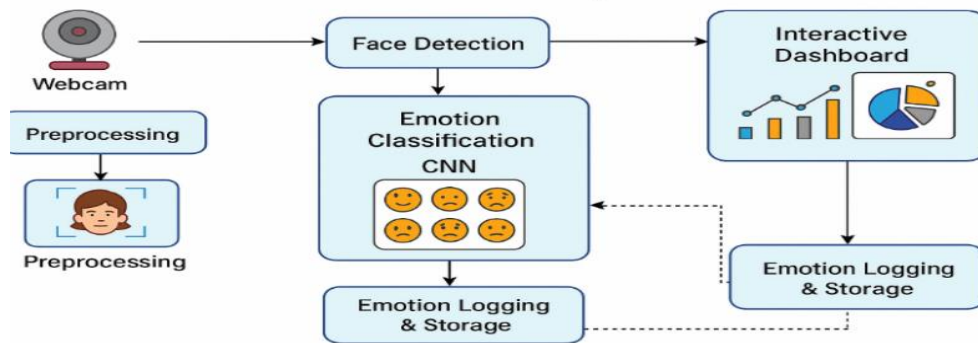 Webcam
Face Detection
Interactive
Dashboard
Preprocessing
Preprocessing
Emotion
Classification
CNN
Emotion Logging
& Storage
Emotion Logging
& Storage